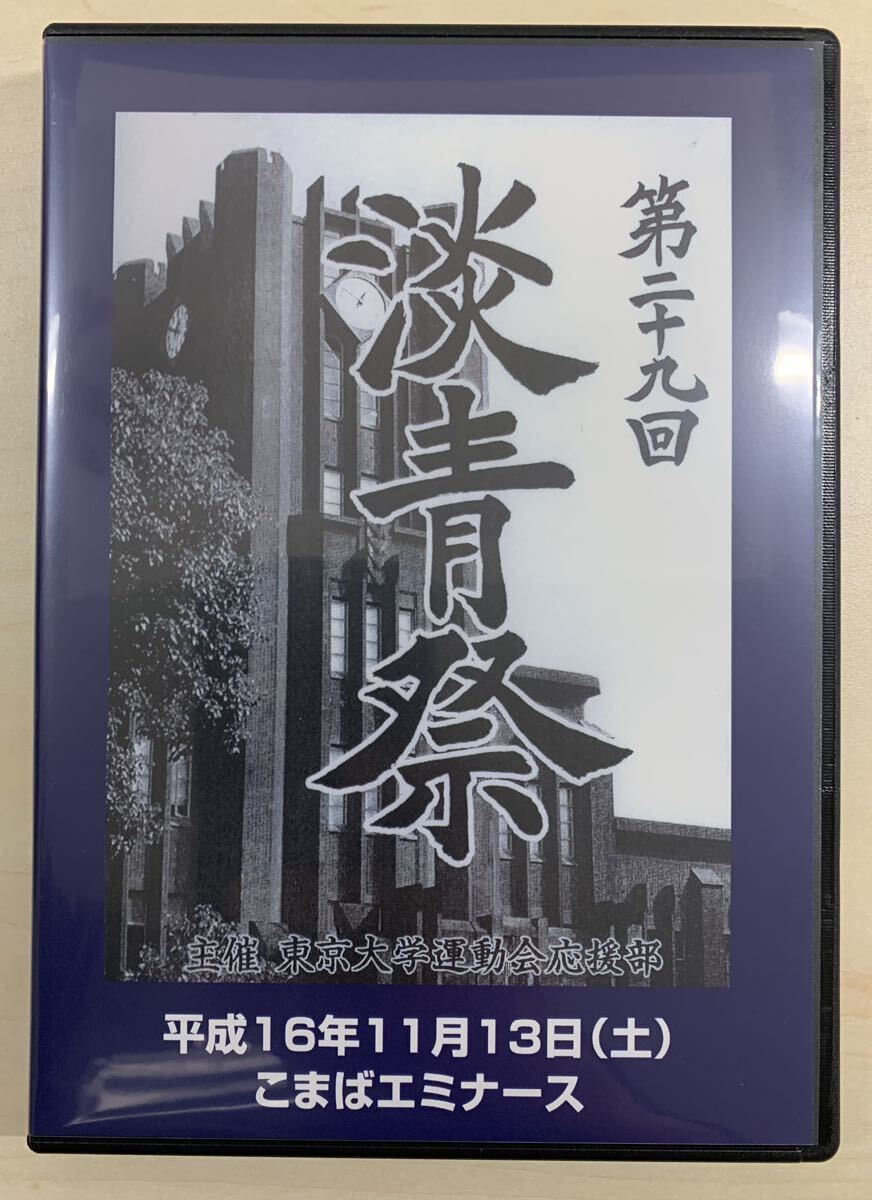 第二十九回
淡青祭
主催 東京大学運動会応援部
平成16年11月13日(土)
こまばエミナース